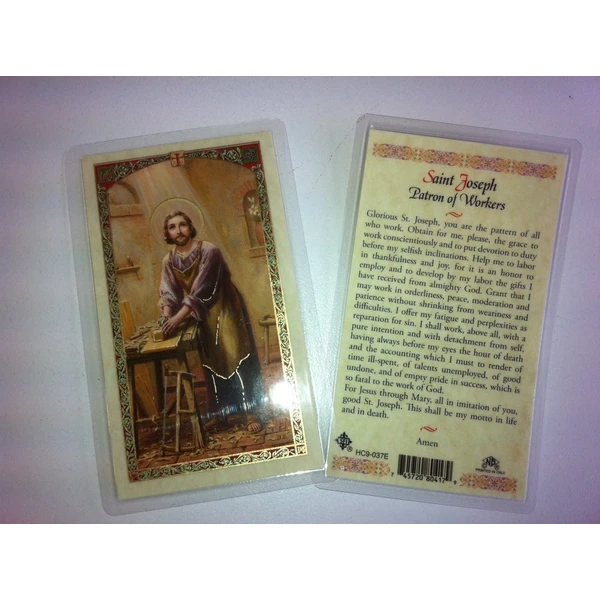 Saint Joseph
Patron of Workers
Glorious St. Joseph, you are the pattern of all
who work. Obtain for me, please, the grace to
work conscientiously and to put devotion to duty
before my selfish inclinations. Help me to labor
in thankfulness and joy, for it is an honor to
employ and to develop by my labor the gifts I
have received from almighty God. Grant that I
may work in orderliness, peace, moderation and
patience without shrinking from weariness and
difficulties. I offer my fatigue and perplexities as
reparation for sin. I shall work, above all, with a
pure intention and with detachment from self,
having always before my eyes the hour of death
and the accounting which I must to render of
time ill-spent, of talents unemployed, of good
undone, and of empty pride in success, which is
so fatal to the work of God.
For Jesus through Mary, all in imitation of you,
good St. Joseph. This shall be my motto in life
and in death.
Amen
HC9-037E
45720 80417
PRINTED IN ITALY